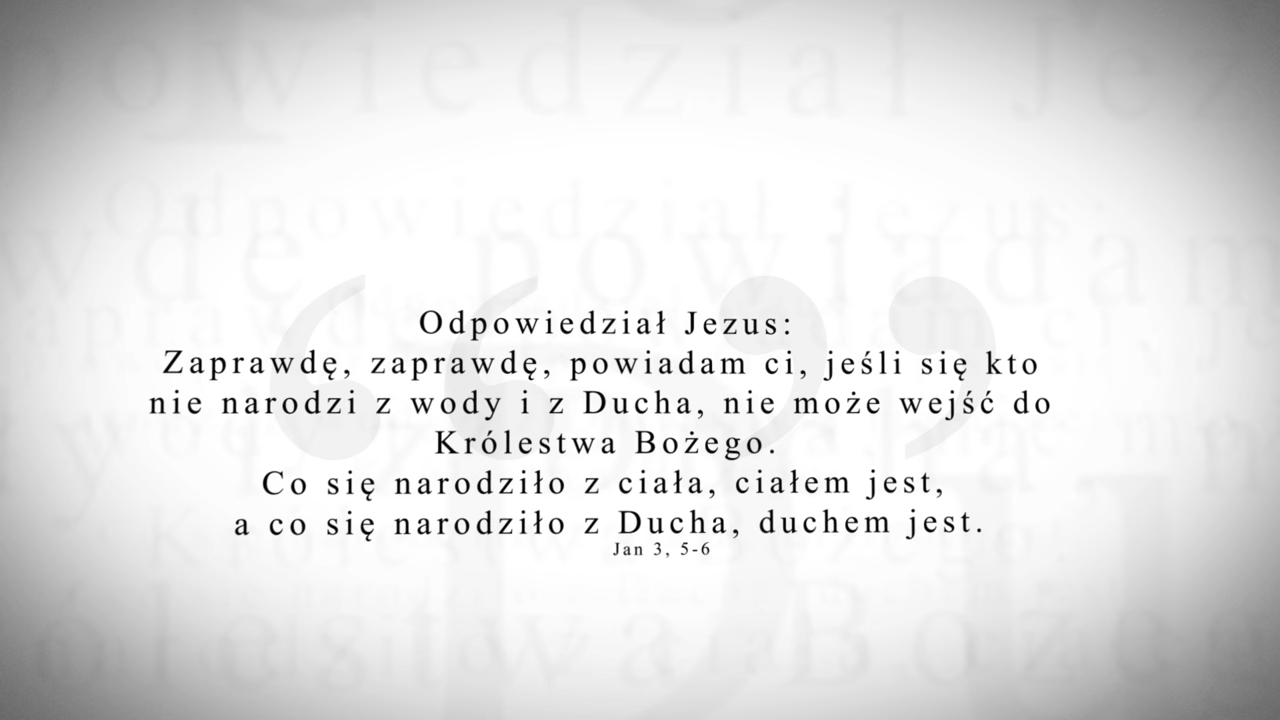 Odpowiedział Jezus:
Zaprawdę, zaprawdę, powiadam ci, jeśli się kto
nie narodzi z wody i z Ducha, nie może wejść do
Królestwa Bożego.
Co się narodziło z ciała, ciałem jest,
a co się narodziło z Ducha, duchem jest.
Jan 3, 5-6